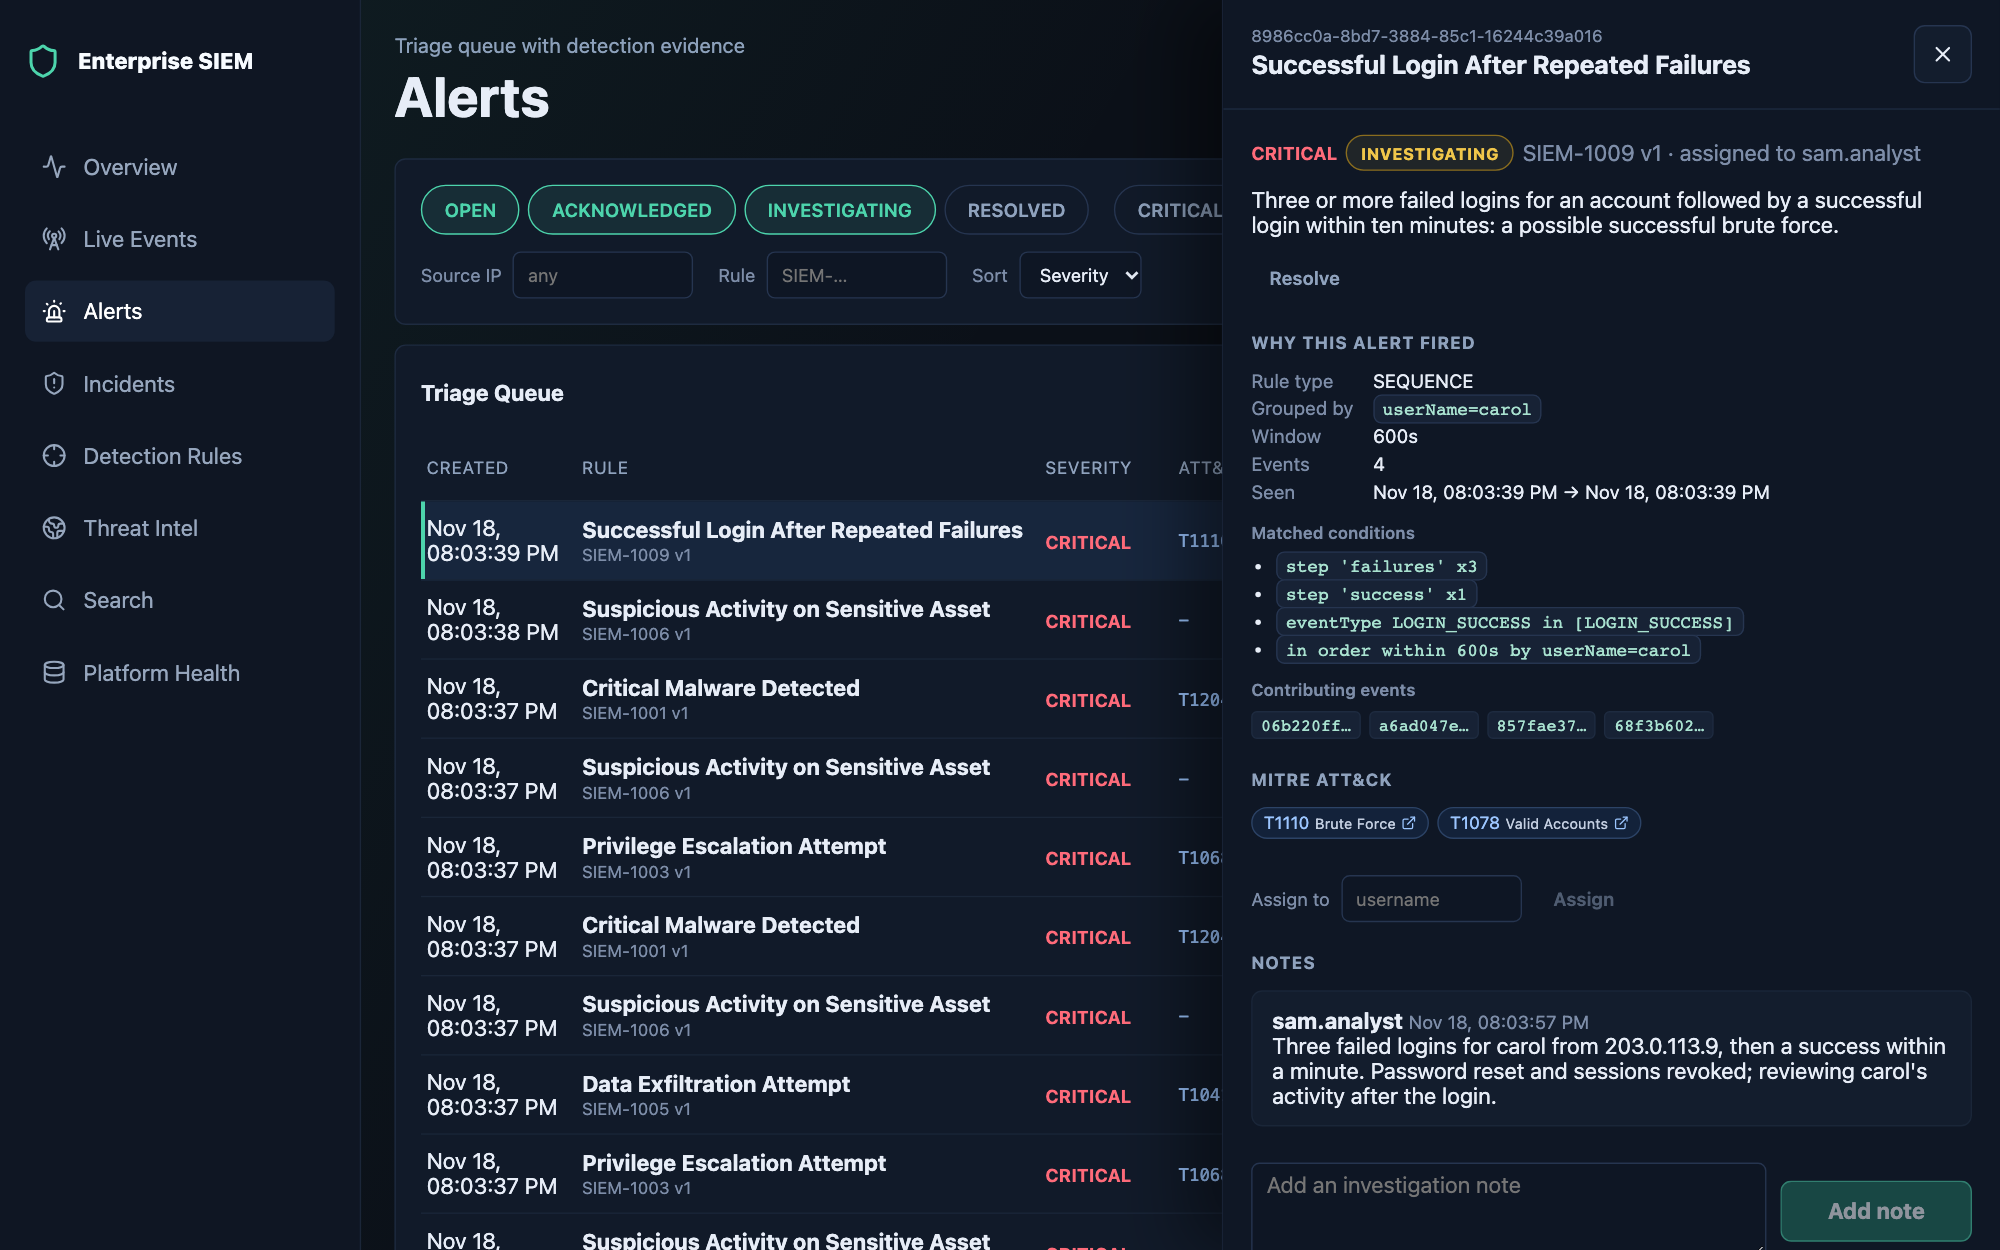 Enterprise SIEM
Overview
Live Events
Alerts
Incidents
Detection Rules
Threat Intel
Search
Platform Health
Triage queue with detection evidence
Alerts
OPEN ACKNOWLEDGED INVESTIGATING RESOLVED CRITICAL
Source IP any Rule SIEM-... Sort Severity
Triage Queue
CREATED RULE SEVERITY ATT&
Nov 18, 08:03:39 PM Successful Login After Repeated Failures CRITICAL
SIEM-1009 v1
Nov 18, 08:03:38 PM Suspicious Activity on Sensitive Asset CRITICAL –
SIEM-1006 v1
Nov 18, 08:03:37 PM Critical Malware Detected CRITICAL
SIEM-1001 v1
Nov 18, 08:03:37 PM Suspicious Activity on Sensitive Asset CRITICAL –
SIEM-1006 v1
Nov 18, 08:03:37 PM Privilege Escalation Attempt CRITICAL
SIEM-1003 v1
Nov 18, 08:03:37 PM Critical Malware Detected CRITICAL
SIEM-1001 v1
Nov 18, 08:03:37 PM Suspicious Activity on Sensitive Asset CRITICAL –
SIEM-1006 v1
Nov 18, 08:03:37 PM Data Exfiltration Attempt CRITICAL T104
SIEM-1005 v1
Nov 18, 08:03:37 PM Privilege Escalation Attempt CRITICAL
SIEM-1003 v1
Nov 18, Suspicious Activity on Sensitive Asset CRITICAL
8986cc0a-8bd7-3884-85c1-16244c39a016
Successful Login After Repeated Failures
CRITICAL INVESTIGATING SIEM-1009 v1 · assigned to sam.analyst
Three or more failed logins for an account followed by a successful
login within ten minutes: a possible successful brute force.
Resolve
WHY THIS ALERT FIRED
Rule type SEQUENCE
Grouped by userName=carol
Window 600s
Events 4
Seen Nov 18, 08:03:39 PM → Nov 18, 08:03:39 PM
Matched conditions
• step 'failures' x3
• step 'success' x1
• eventType LOGIN_SUCCESS in [LOGIN_SUCCESS]
• in order within 600s by userName=carol
Contributing events
06b220ff… a6ad047e… 857fae37… 68f3b602…
MITRE ATT&CK
T1110 Brute Force T1078 Valid Accounts
Assign to username Assign
NOTES
sam.analyst Nov 18, 08:03:57 PM
Three failed logins for carol from 203.0.113.9, then a success within
a minute. Password reset and sessions revoked; reviewing carol's
activity after the login.
Add an investigation note
Add note